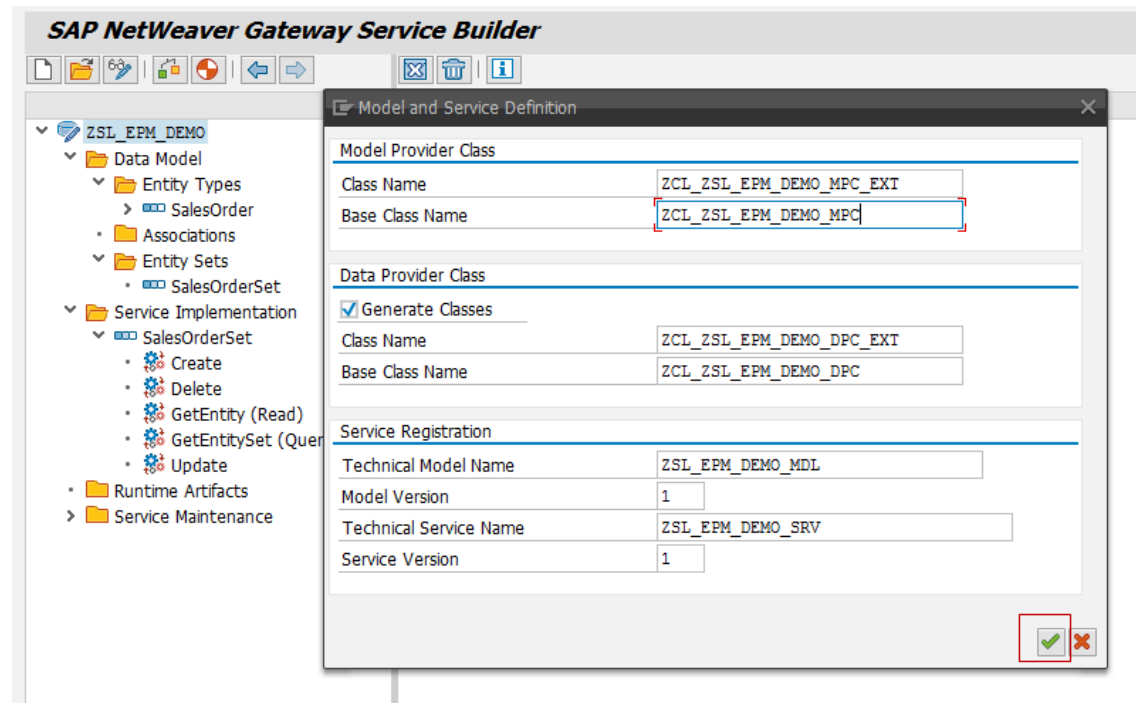 SAP NetWeaver Gateway Service Builder
ZSL_EPM_DEMO
Data Model
Entity Types
SalesOrder
Associations
Entity Sets
SalesOrderSet
Service Implementation
SalesOrderSet
Create
Delete
GetEntity (Read)
GetEntitySet (Quer
Update
Runtime Artifacts
Service Maintenance
Model and Service Definition
Model Provider Class
Class Name ZCL_ZSL_EPM_DEMO_MPC_EXT
Base Class Name ZCL_ZSL_EPM_DEMO_MPC
Data Provider Class
Generate Classes
Class Name ZCL_ZSL_EPM_DEMO_DPC_EXT
Base Class Name ZCL_ZSL_EPM_DEMO_DPC
Service Registration
Technical Model Name ZSL_EPM_DEMO_MDL
Model Version 1
Technical Service Name ZSL_EPM_DEMO_SRV
Service Version 1